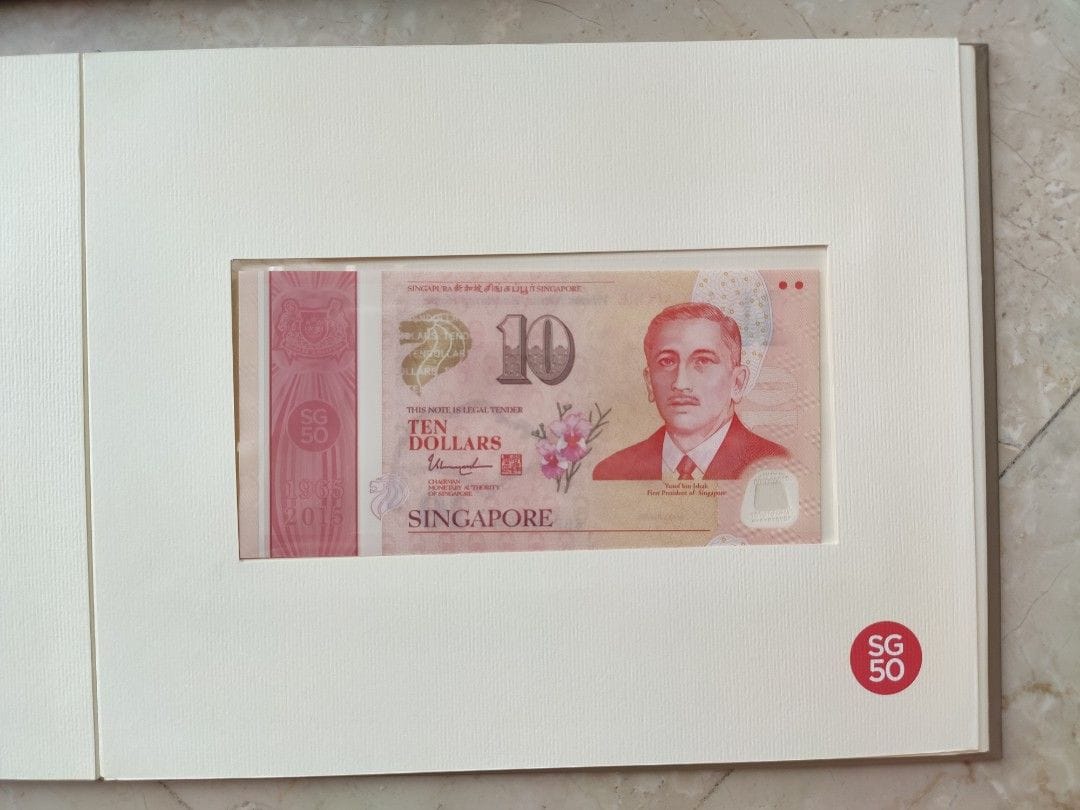 SINGAPURA 新加坡 சிங்கப்பூர் SINGAPORE
10
SG
50
1965
2015
THIS NOTE IS LEGAL TENDER
TEN
DOLLARS
CHAIRMAN
MONETARY AUTHORITY
OF SINGAPORE
SINGAPORE
Yusof bin Ishak
First President of Singapore
SG
50